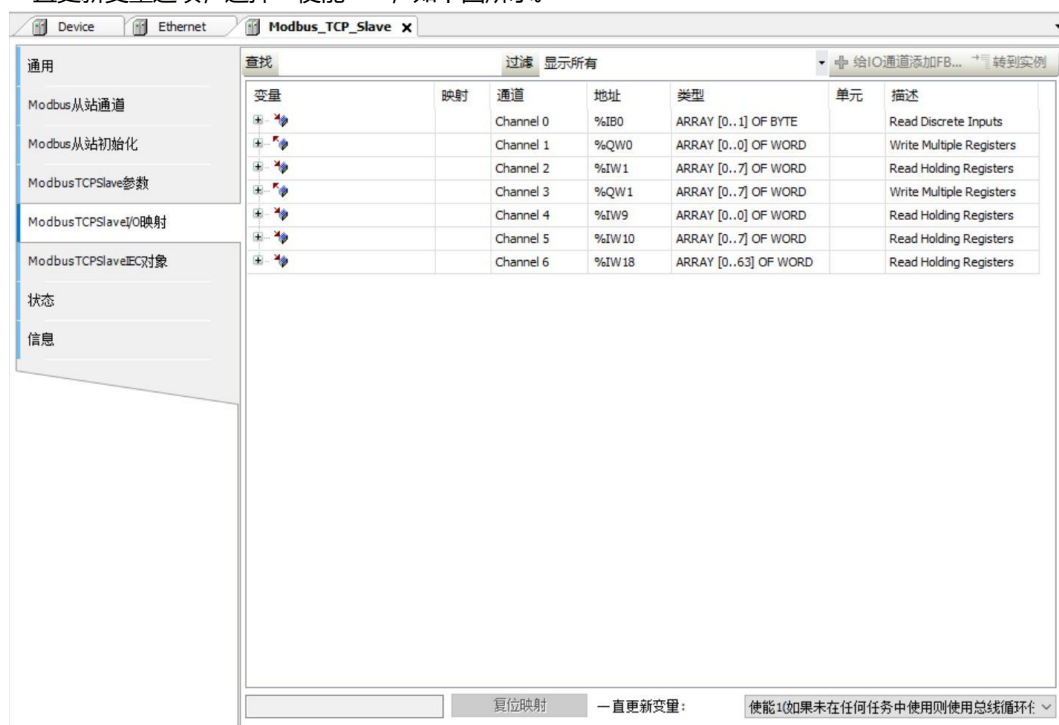 Device Ethernet Modbus_TCP_Slave X
通用
Modbus从站通道
Modbus从站初始化
ModbusTCPSlave参数
ModbusTCPSlaveI/O映射
ModbusTCPSlaveIEC对象
状态
信息
查找 过滤 显示所有 给IO通道添加FB... 转到实例
变量 映射 通道 地址 类型 单元 描述
Channel 0 %IB0 ARRAY [0..1] OF BYTE Read Discrete Inputs
Channel 1 %QW0 ARRAY [0..0] OF WORD Write Multiple Registers
Channel 2 %IW1 ARRAY [0..7] OF WORD Read Holding Registers
Channel 3 %QW1 ARRAY [0..7] OF WORD Write Multiple Registers
Channel 4 %IW9 ARRAY [0..0] OF WORD Read Holding Registers
Channel 5 %IW10 ARRAY [0..7] OF WORD Read Holding Registers
Channel 6 %IW18 ARRAY [0..63] OF WORD Read Holding Registers
复位映射 一直更新变量: 使能1(如果未在任何任务中使用则使用总线循环任